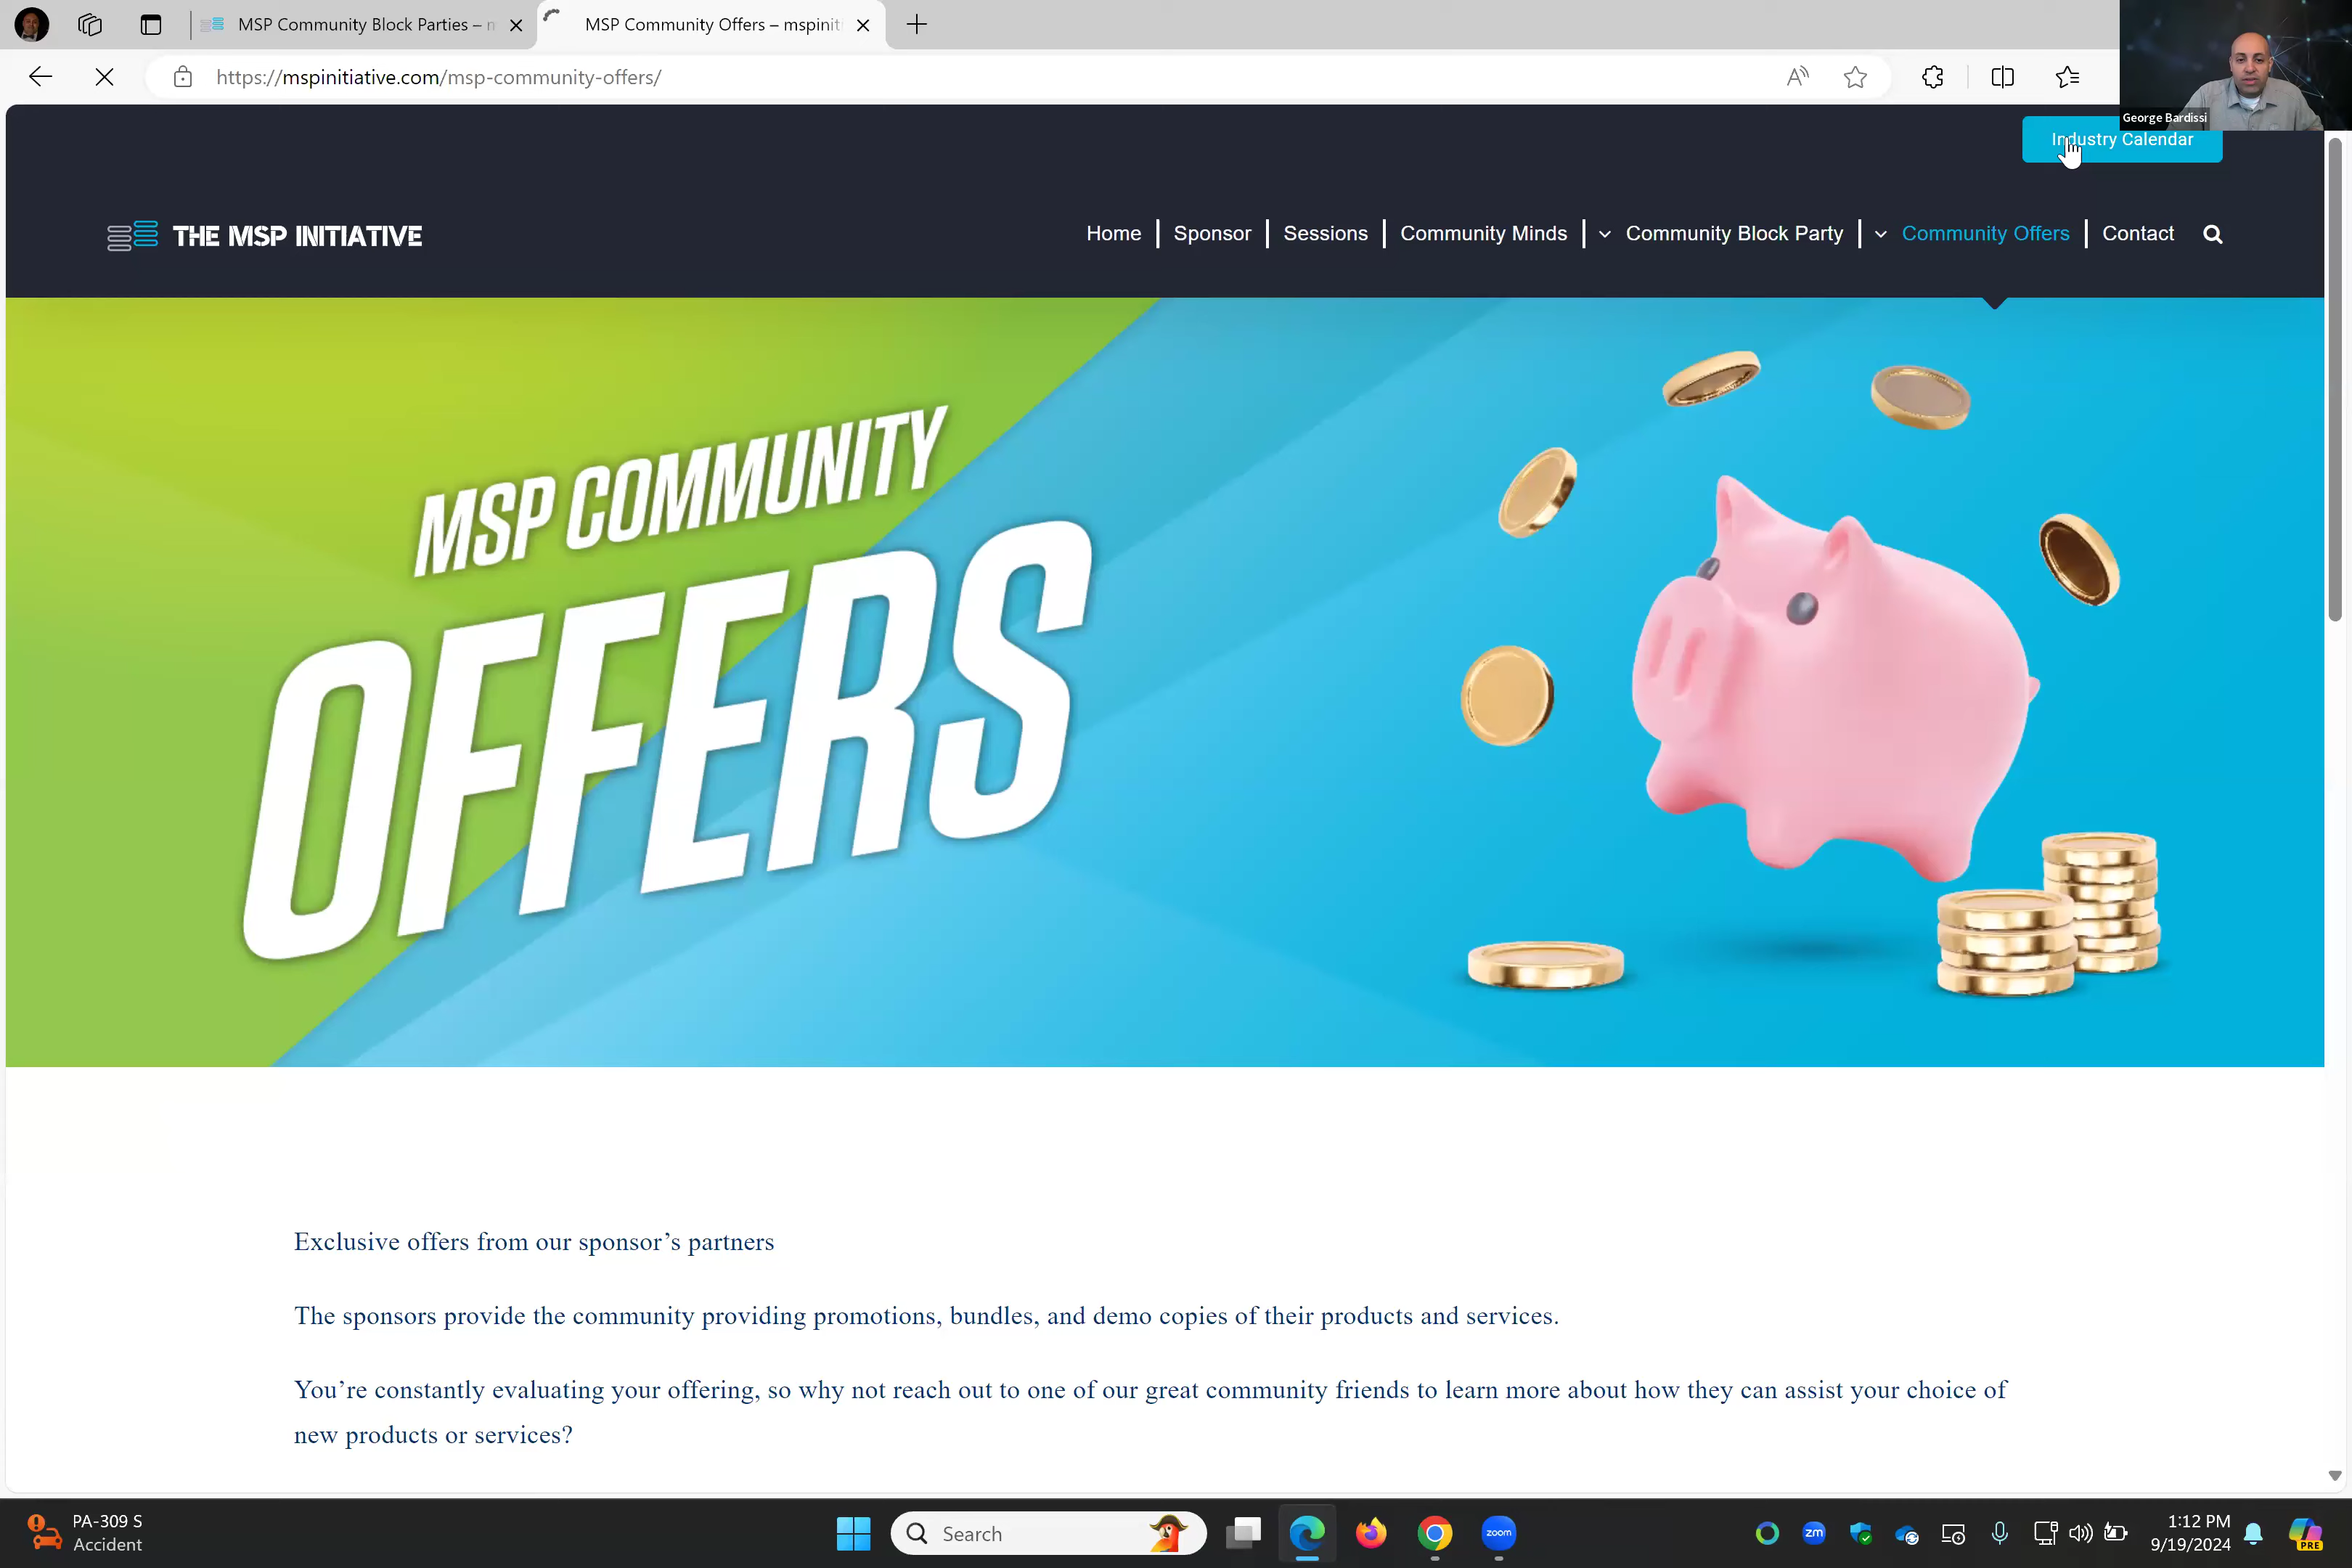 MSP Community Block Parties – m
MSP Community Offers – mspinit
https://mspinitiative.com/msp-community-offers/
George Bardissi
Industry Calendar
THE MSP INITIATIVE
Home
Sponsor
Sessions
Community Minds
Community Block Party
Community Offers
Contact
MSP COMMUNITY
OFFERS
Exclusive offers from our sponsor’s partners
The sponsors provide the community providing promotions, bundles, and demo copies of their products and services.
You’re constantly evaluating your offering, so why not reach out to one of our great community friends to learn more about how they can assist your choice of
new products or services?
PA-309 S
Accident
Search
zoom
zm
1:12 PM
9/19/2024
PRE